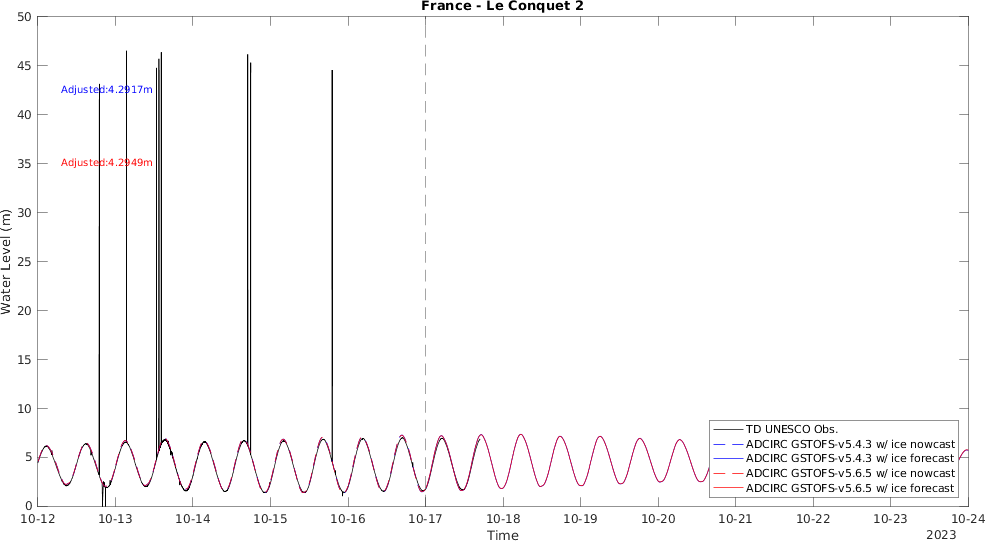 France - Le Conquet 2
Water Level (m)
50
45
40
35
30
25
20
15
10
5
0
Adjusted:4.2917m
Adjusted:4.2949m
TD UNESCO Obs.
ADCIRC GSTOFS-v5.4.3 w/ ice nowcast
ADCIRC GSTOFS-v5.4.3 w/ ice forecast
ADCIRC GSTOFS-v5.6.5 w/ ice nowcast
ADCIRC GSTOFS-v5.6.5 w/ ice forecast
10-12 10-13 10-14 10-15 10-16 10-17 10-18 10-19 10-20 10-21 10-22 10-23 10-24
Time
2023